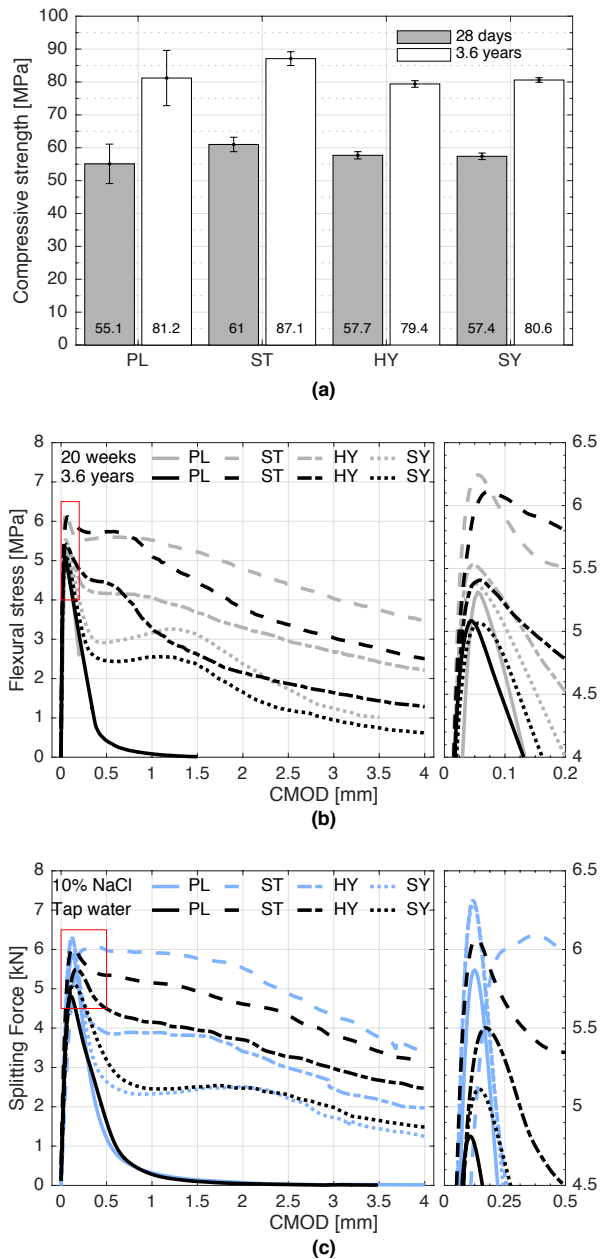 100
90
80
70
60
50
40
30
20
10
0
Compressive strength [MPa]
28 days
3.6 years
55.1 81.2 61 87.1 57.7 79.4 57.4 80.6
PL ST HY SY
(a)
8
7
6
5
4
3
2
1
0
Flexural stress [MPa]
20 weeks PL ST HY SY
3.6 years PL ST HY SY
0 0.5 1 1.5 2 2.5 3 3.5 4
CMOD [mm]
6.5
6
5.5
5
4.5
4
0 0.1 0.2
(b)
8
7
6
5
4
3
2
1
0
Splitting Force [kN]
10% NaCl PL ST HY SY
Tap water PL ST HY SY
0 0.5 1 1.5 2 2.5 3 3.5 4
CMOD [mm]
6.5
6
5.5
5
4.5
0 0.25 0.5
(c)